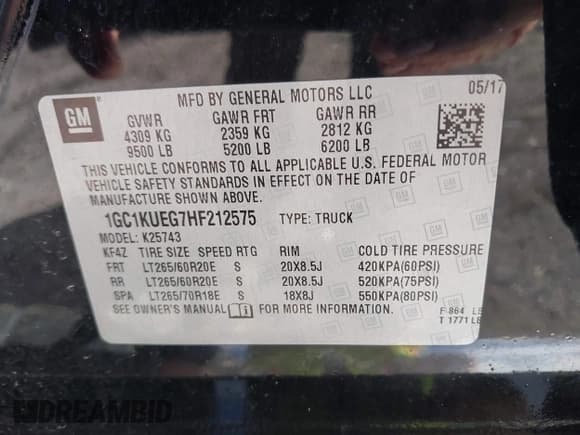 MFD BY GENERAL MOTORS LLC 05/17
GM
GVWR GAWR FRT GAWR RR
4309 KG 2359 KG 2812 KG
9500 LB 5200 LB 6200 LB
THIS VEHICLE CONFORMS TO ALL APPLICABLE U.S. FEDERAL MOTOR
VEHICLE SAFETY STANDARDS IN EFFECT ON THE DATE OF
MANUFACTURE SHOWN ABOVE.
1GC1KUEG7HF212575 TYPE: TRUCK
MODEL: K25743
KF4Z TIRE SIZE SPEED RTG RIM COLD TIRE PRESSURE
FRT LT265/60R20E S 20X8.5J 420KPA(60PSI)
RR LT265/60R20E S 20X8.5J 520KPA(75PSI)
SPA LT265/70R18E S 18X8J 550KPA(80PSI)
SEE OWNER'S MANUAL FOR MORE INFORMATION.
F 864 LB
T 1771 LB
DREAMBID